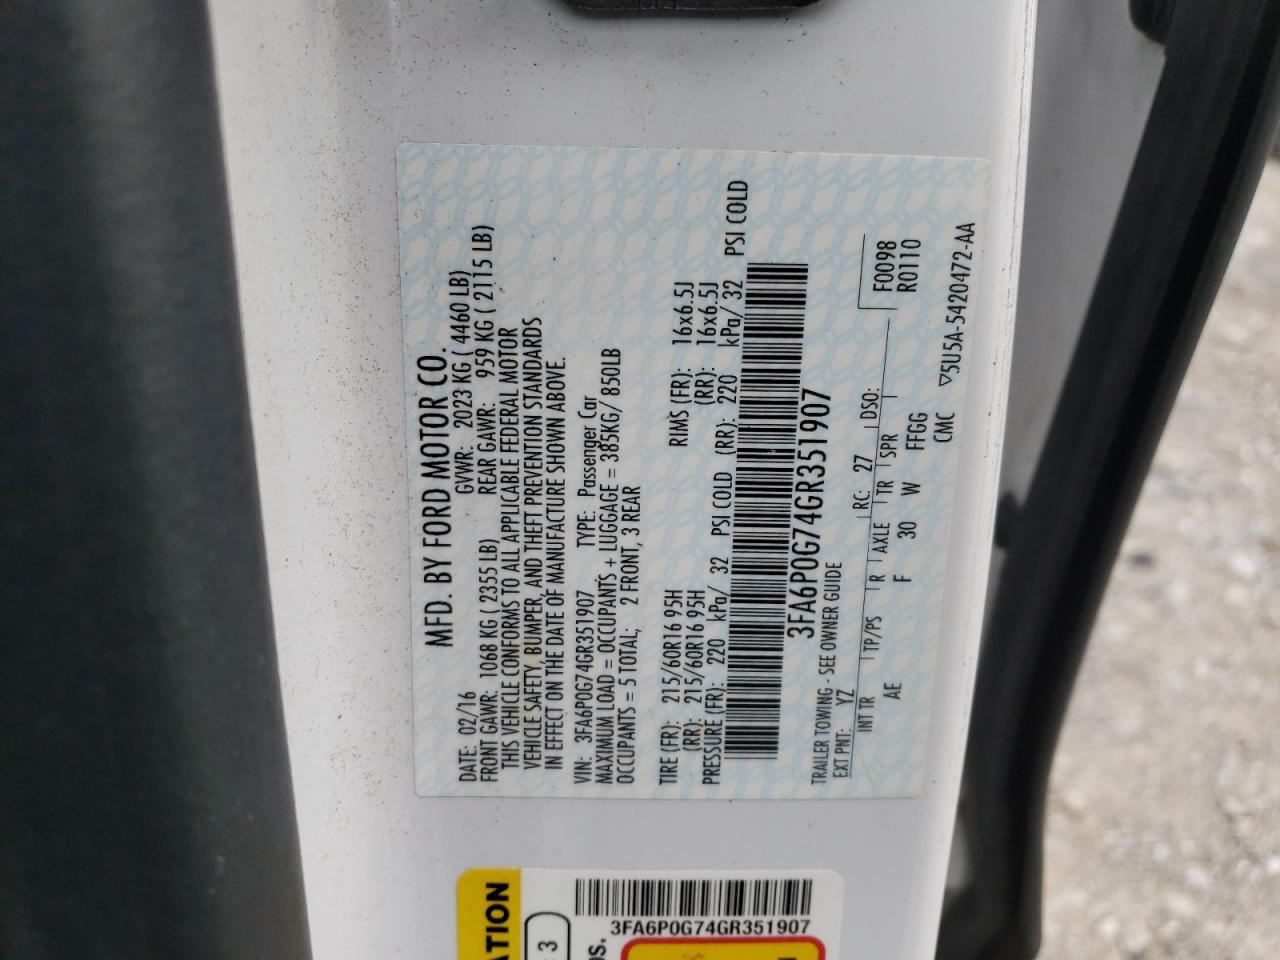 MFD. BY FORD MOTOR CO.
DATE: 02/16 GVWR: 2023 KG ( 4460 LB)
FRONT GAWR: 1068 KG ( 2355 LB) REAR GAWR: 959 KG ( 2115 LB)
THIS VEHICLE CONFORMS TO ALL APPLICABLE FEDERAL MOTOR
VEHICLE SAFETY, BUMPER, AND THEFT PREVENTION STANDARDS
IN EFFECT ON THE DATE OF MANUFACTURE SHOWN ABOVE.
VIN: 3FA6P0G74GR351907 TYPE: Passenger Car
MAXIMUM LOAD = OCCUPANTS + LUGGAGE = 385KG/ 850LB
OCCUPANTS = 5 TOTAL, 2 FRONT, 3 REAR
TIRE (FR): 215/60R16 95H RIMS (FR): 16x6.5J
(RR): 215/60R16 95H (RR): 16x6.5J
PRESSURE (FR): 220 kPa/ 32 PSI COLD (RR): 220 kPa/ 32 PSI COLD
3FA6P0G74GR351907
TRAILER TOWING - SEE OWNER GUIDE
EXT PNT: YZ RC: 27 DSO: F0098
INT TR TP/PS R AXLE TR SPR R0110
AE F 30 W FFGG
CMC ▽5U5A-5420472-AA
3FA6P0G74GR351907
3